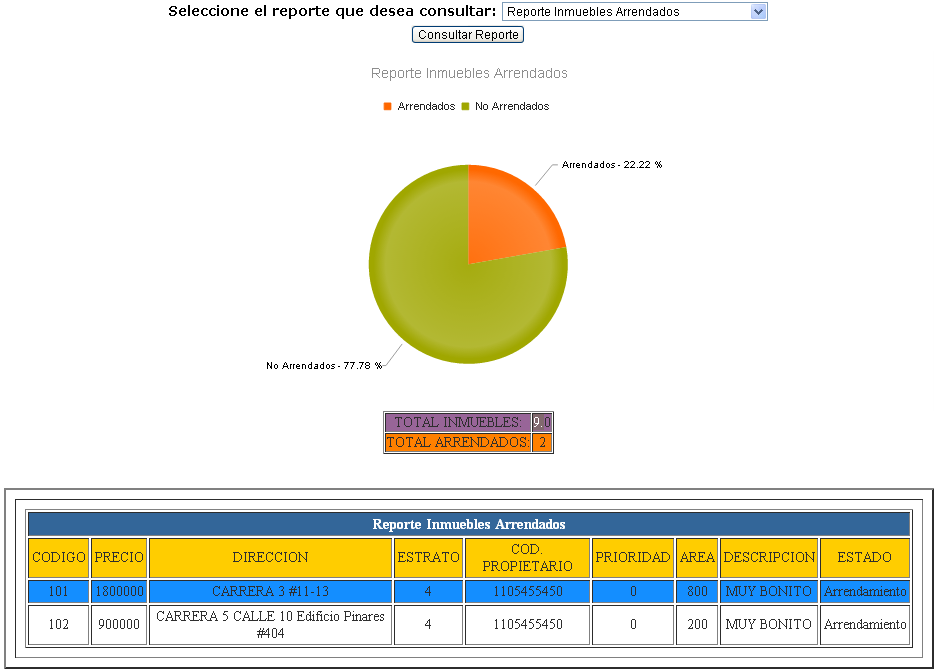 Seleccione el reporte que desea consultar: Reporte Inmuebles Arrendados
Consultar Reporte
Reporte Inmuebles Arrendados
Arrendados No Arrendados
Arrendados - 22.22 %
No Arrendados - 77.78 %
TOTAL INMUEBLES: 9.0
TOTAL ARRENDADOS: 2
Reporte Inmuebles Arrendados
CODIGO PRECIO DIRECCION ESTRATO COD. PROPIETARIO PRIORIDAD AREA DESCRIPCION ESTADO
101 1800000 CARRERA 3 #11-13 4 1105455450 0 800 MUY BONITO Arrendamiento
102 900000 CARRERA 5 CALLE 10 Edificio Pinares #404 4 1105455450 0 200 MUY BONITO Arrendamiento